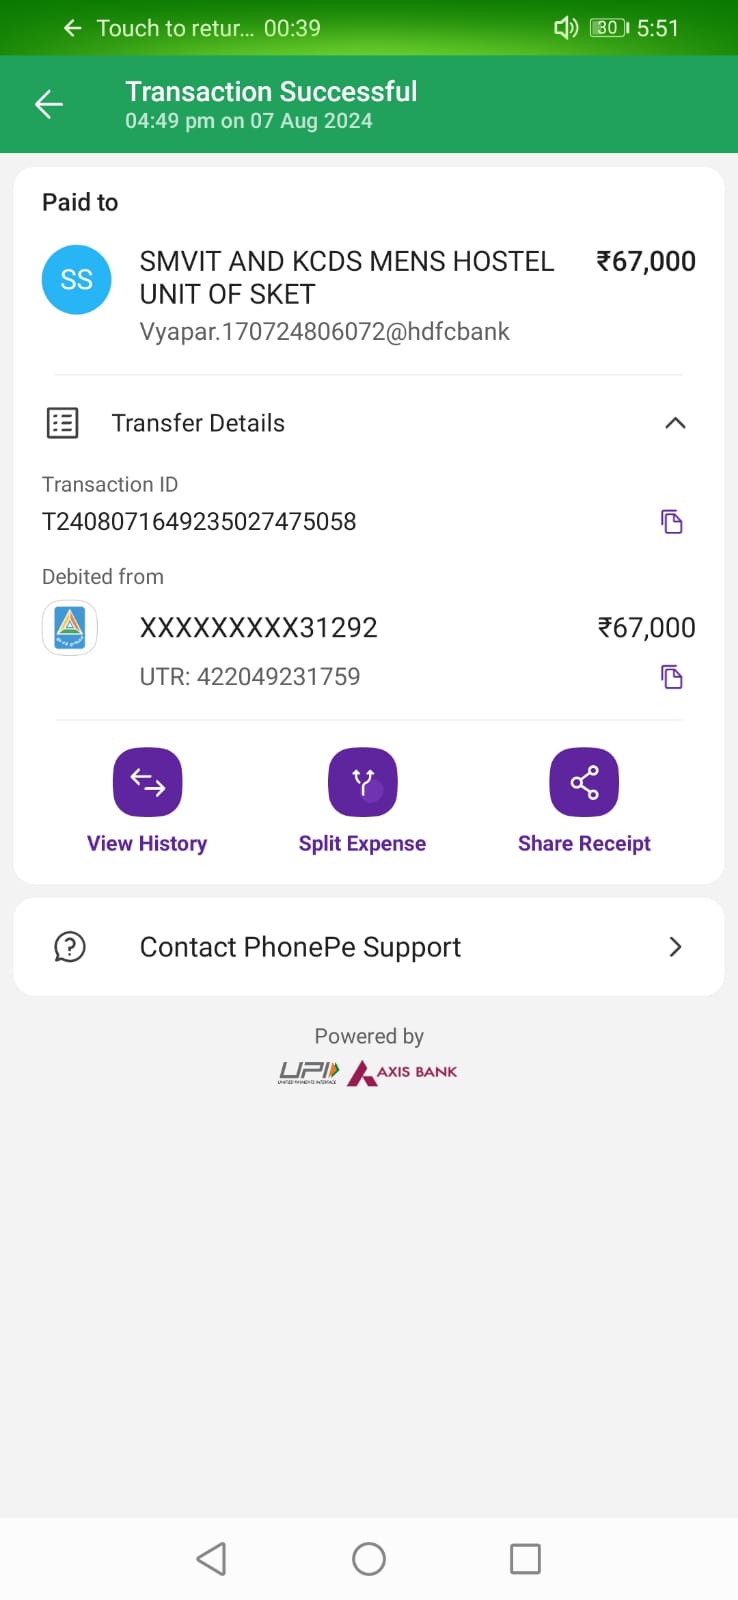 Touch to retur... 00:39
30 5:51
Transaction Successful
04:49 pm on 07 Aug 2024
Paid to
SS
SMVIT AND KCDS MENS HOSTEL ₹67,000
UNIT OF SKET
Vyapar.170724806072@hdfcbank
Transfer Details
Transaction ID
T2408071649235027475058
Debited from
XXXXXXXXX31292 ₹67,000
UTR: 422049231759
View History Split Expense Share Receipt
Contact PhonePe Support
Powered by
UPI AXIS BANK
UNIFIED PAYMENTS INTERFACE